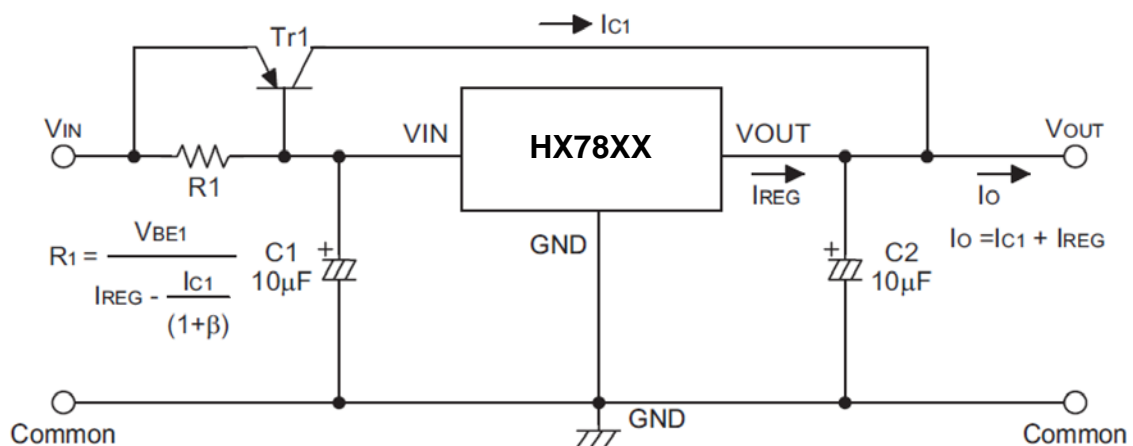 IC1
Tr1
VIN
VIN
HX78XX
VOUT
VOUT
R1
IREG
IO
GND
IO =IC1 + IREG
R1 =
VBE1
IREG - IC1
(1+β)
C1
10μF
C2
10μF
GND
Common
Common